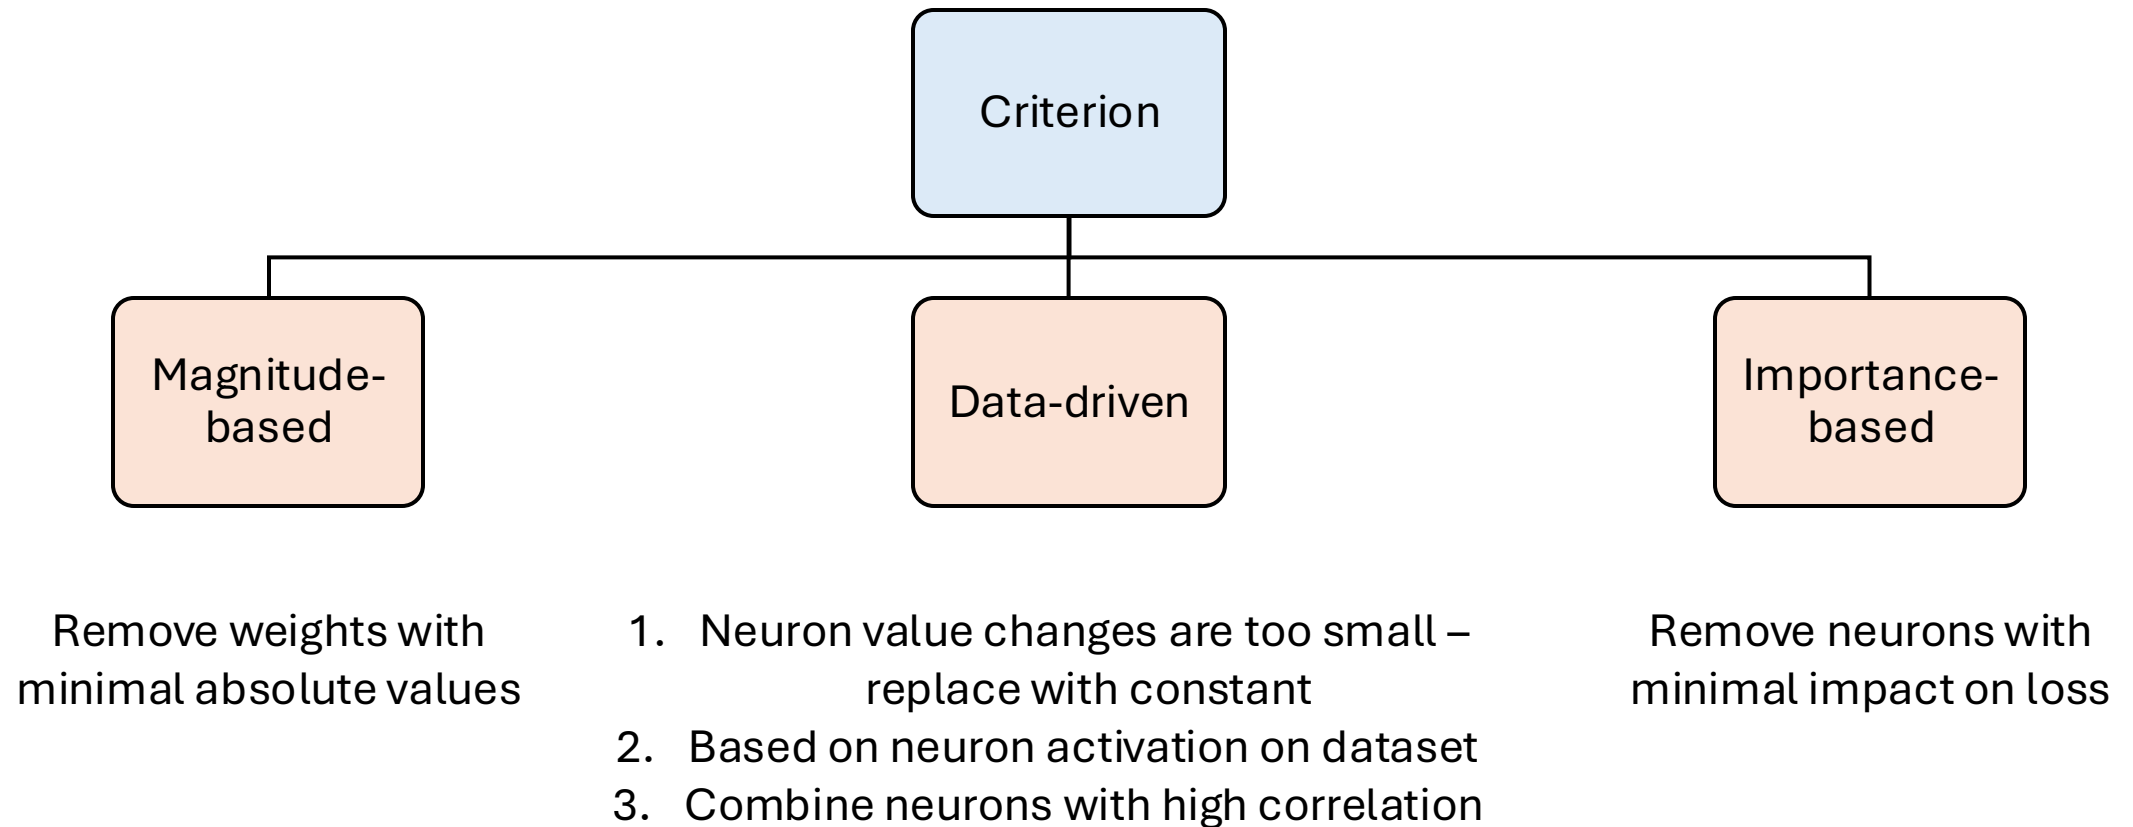 Criterion
Magnitude-
based
Data-driven
Importance-
based
Remove weights with
minimal absolute values
1. Neuron value changes are too small –
replace with constant
2. Based on neuron activation on dataset
3. Combine neurons with high correlation
Remove neurons with
minimal impact on loss